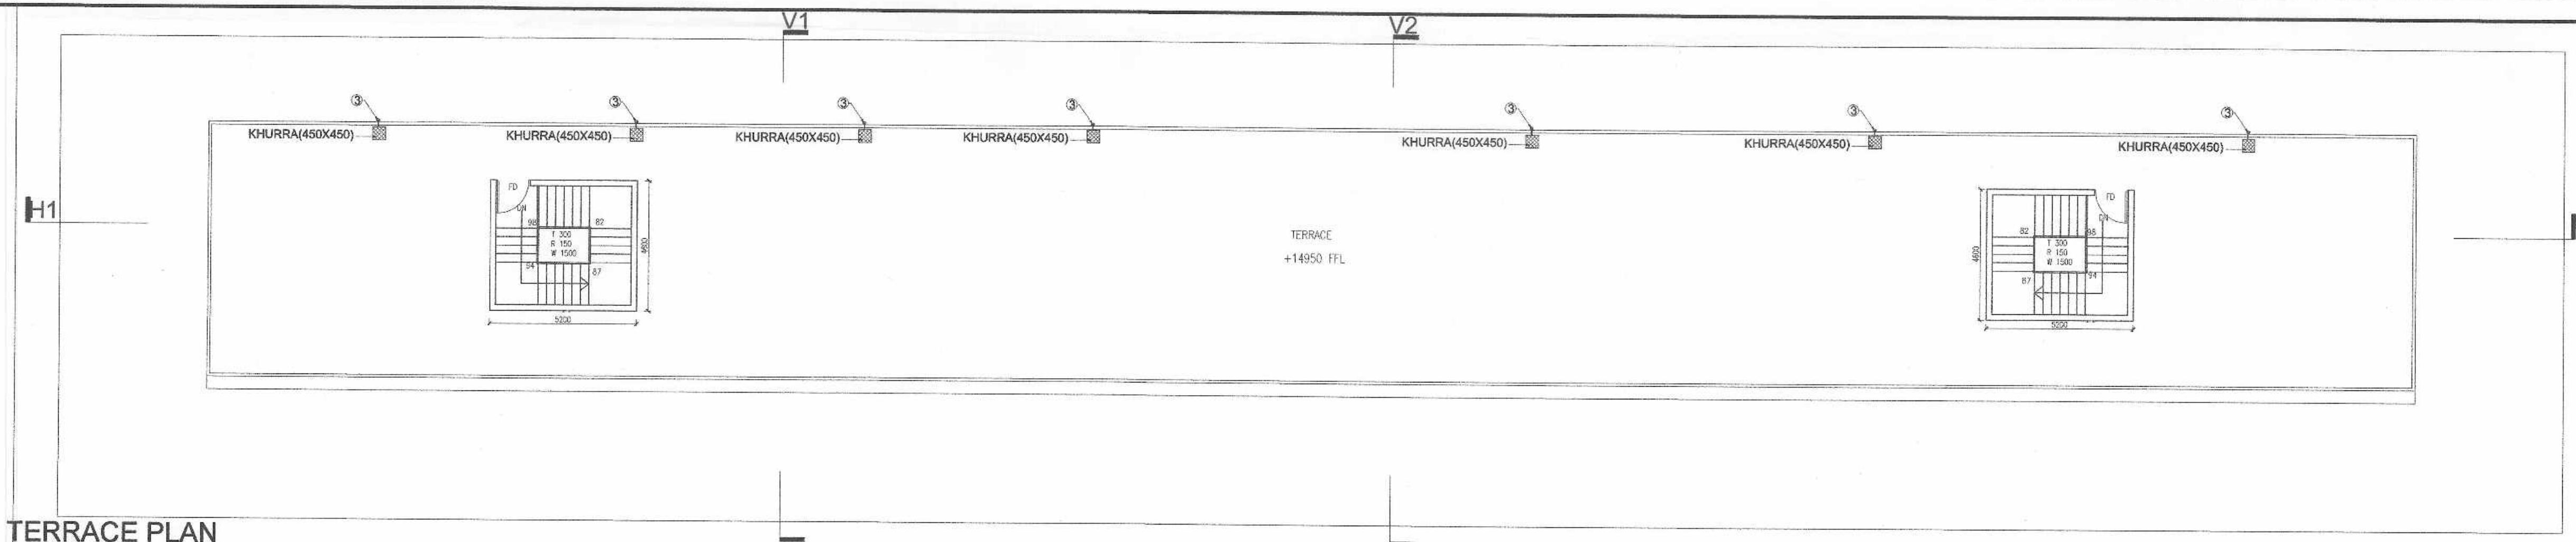 V1
V2
③
③
③
③
③
③
③
KHURRA(450X450)
KHURRA(450X450)
KHURRA(450X450)
KHURRA(450X450)
KHURRA(450X450)
KHURRA(450X450)
KHURRA(450X450)
H1
FD
DN
98
82
T 300
R 150
W 1500
94
87
4600
5200
TERRACE
+14950 FFL
FD
DN
82
98
T 300
R 150
W 1500
87
94
4600
5200
TERRACE PLAN